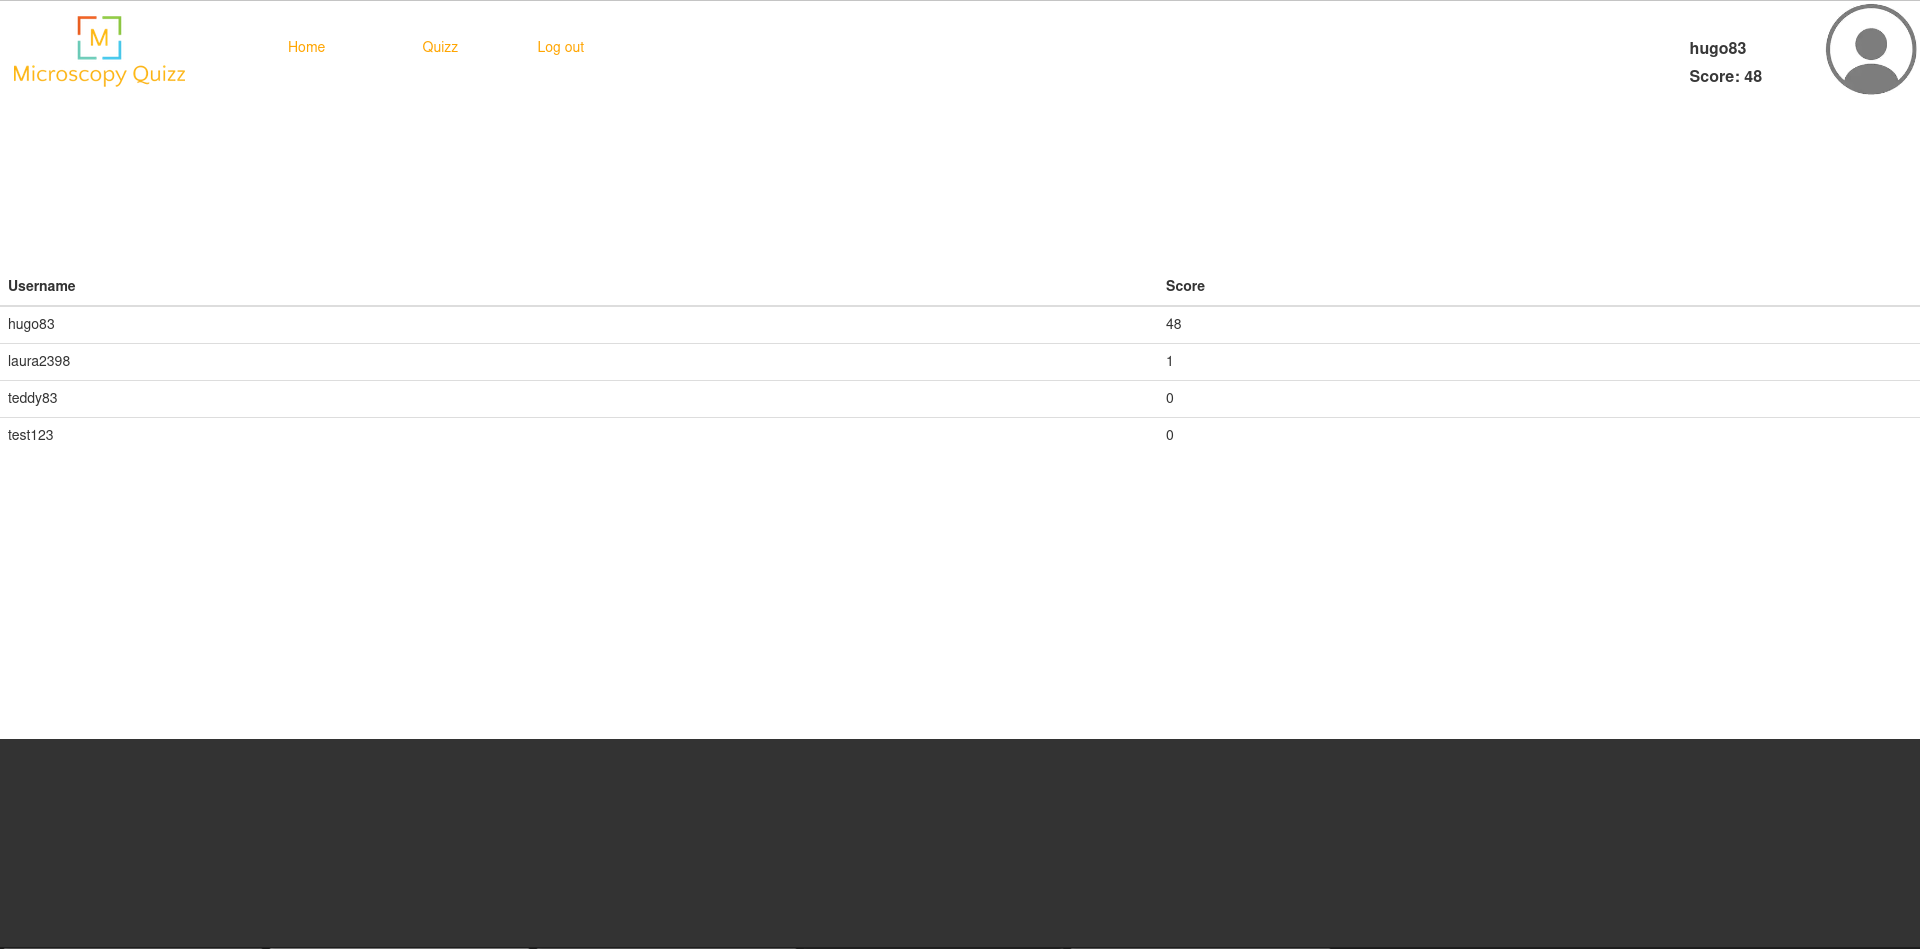 M
Microscopy Quizz
Home Quizz Log out
hugo83
Score: 48
Username Score
hugo83 48
laura2398 1
teddy83 0
test123 0